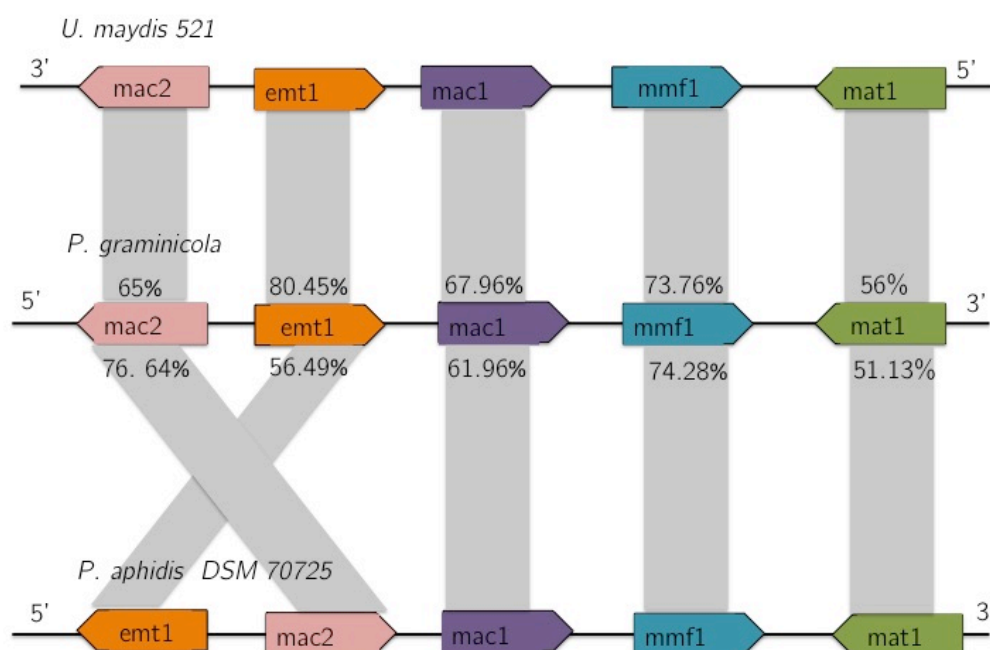 U. maydis 521
3' 5'
mac2 emt1 mac1 mmf1 mat1
P. graminicola
65% 80.45% 67.96% 73.76% 56%
5' 3'
mac2 emt1 mac1 mmf1 mat1
76. 64% 56.49% 61.96% 74.28% 51.13%
P. aphidis DSM 70725
5' 3
emt1 mac2 mac1 mmf1 mat1